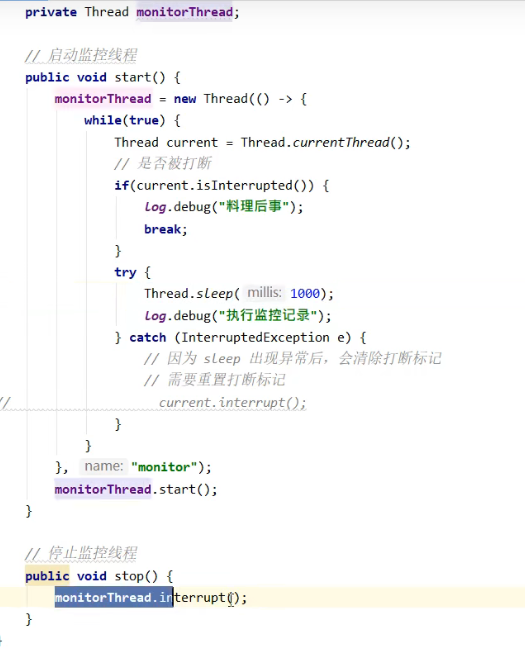 private Thread monitorThread;
// 启动监控线程
public void start() {
monitorThread = new Thread(() -> {
while(true) {
Thread current = Thread.currentThread();
// 是否被打断
if(current.isInterrupted()) {
log.debug("料理后事");
break;
}
try {
Thread.sleep( millis: 1000);
log.debug("执行监控记录");
} catch (InterruptedException e) {
// 因为 sleep 出现异常后，会清除打断标记
// 需要重置打断标记
// current.interrupt();
}
}
}, name: "monitor");
monitorThread.start();
}
// 停止监控线程
public void stop() {
monitorThread.interrupt();
}